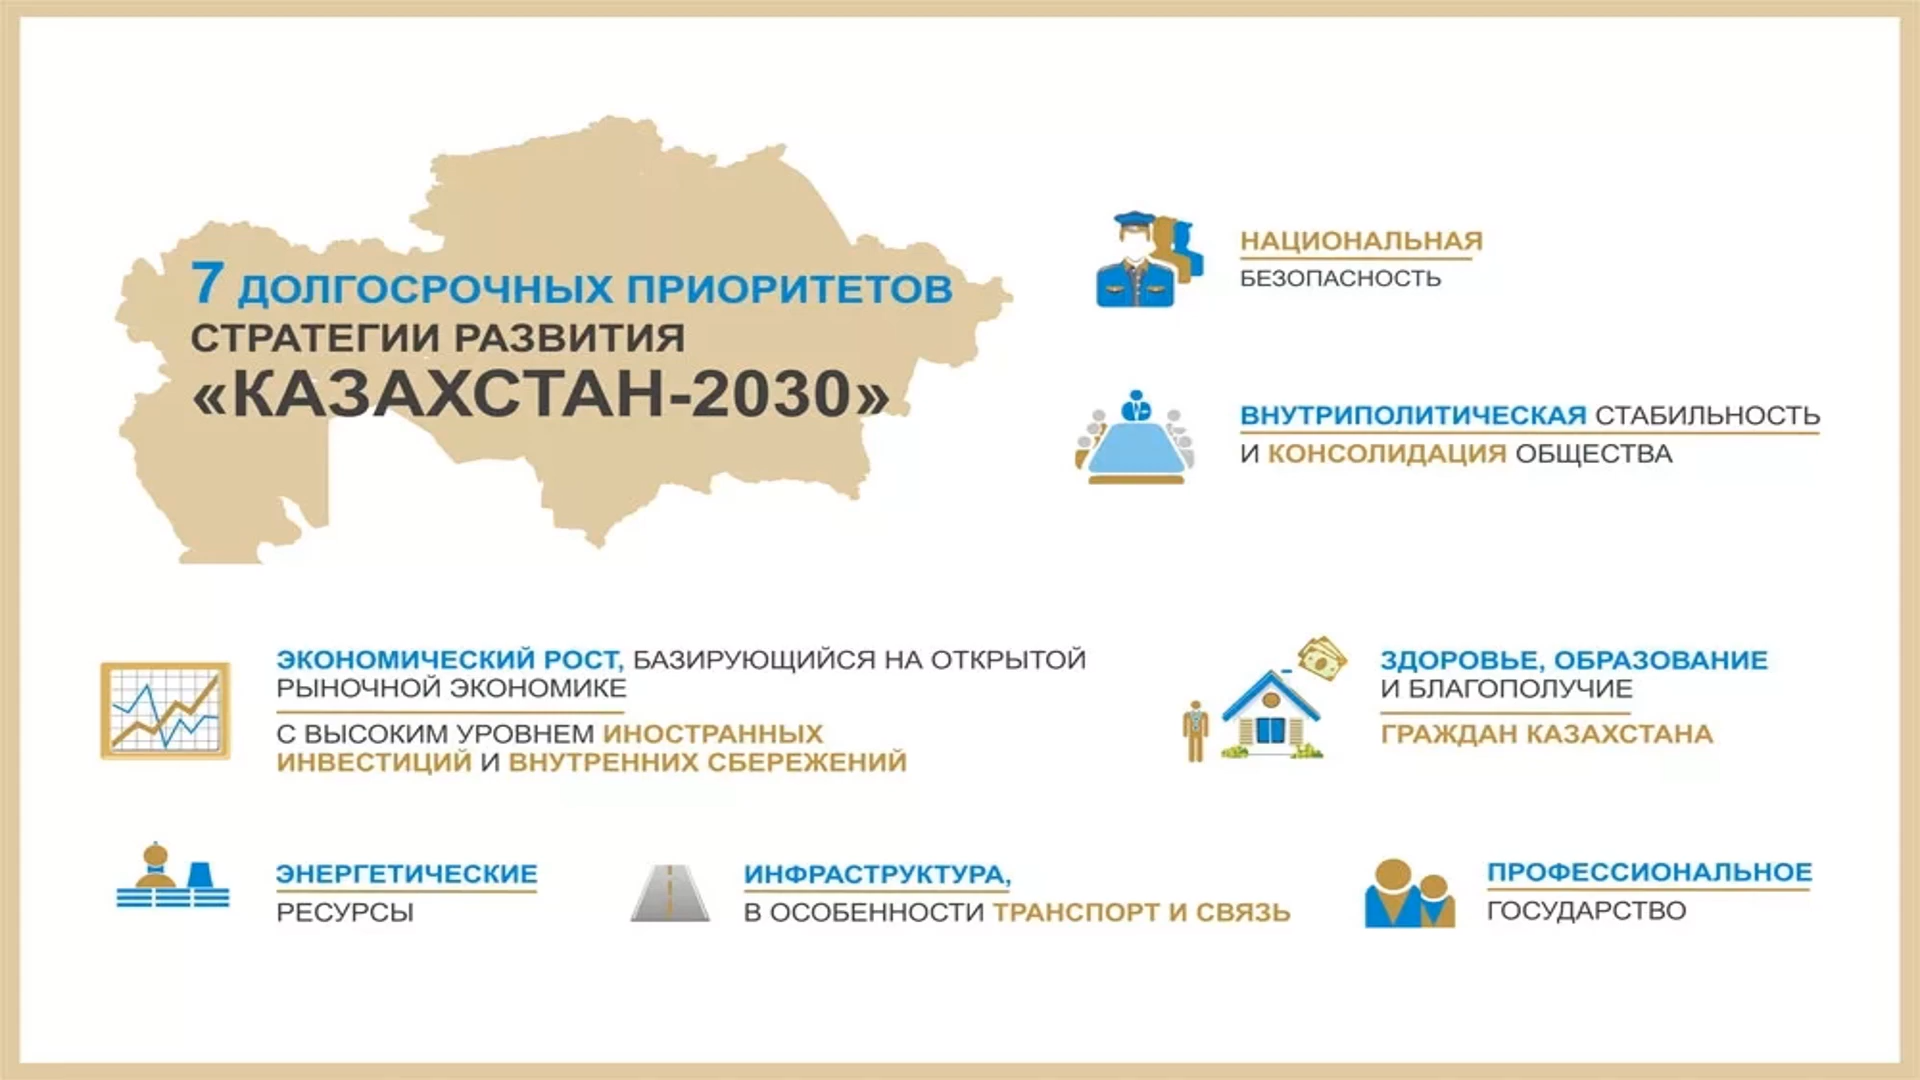 7 ДОЛГОСРОЧНЫХ ПРИОРИТЕТОВ
СТРАТЕГИИ РАЗВИТИЯ
«КАЗАХСТАН-2030»
НАЦИОНАЛЬНАЯ
БЕЗОПАСНОСТЬ
ВНУТРИПОЛИТИЧЕСКАЯ СТАБИЛЬНОСТЬ
И КОНСОЛИДАЦИЯ ОБЩЕСТВА
ЭКОНОМИЧЕСКИЙ РОСТ, БАЗИРУЮЩИЙСЯ НА ОТКРЫТОЙ
РЫНОЧНОЙ ЭКОНОМИКЕ
С ВЫСОКИМ УРОВНЕМ ИНОСТРАННЫХ
ИНВЕСТИЦИЙ И ВНУТРЕННИХ СБЕРЕЖЕНИЙ
ЗДОРОВЬЕ, ОБРАЗОВАНИЕ
И БЛАГОПОЛУЧИЕ
ГРАЖДАН КАЗАХСТАНА
ЭНЕРГЕТИЧЕСКИЕ
РЕСУРСЫ
ИНФРАСТРУКТУРА,
В ОСОБЕННОСТИ ТРАНСПОРТ И СВЯЗЬ
ПРОФЕССИОНАЛЬНОЕ
ГОСУДАРСТВО